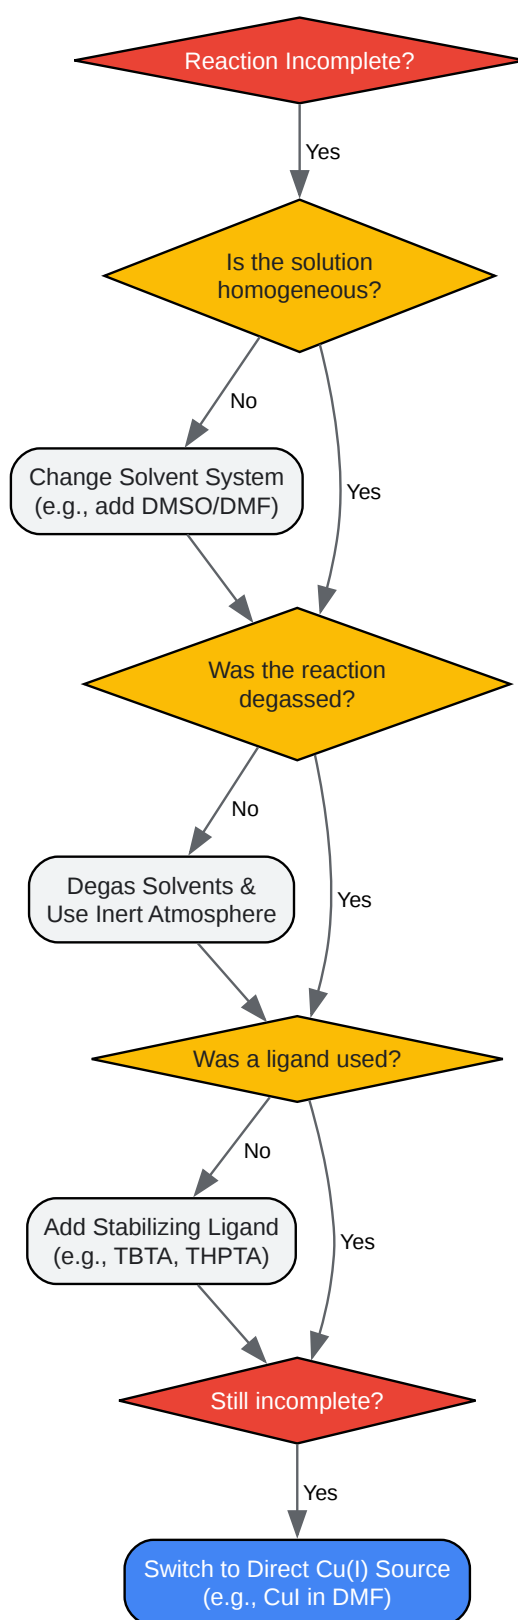 Reaction Incomplete?
Yes
Is the solution
homogeneous?
No
Change Solvent System
(e.g., add DMSO/DMF)
Yes
Was the reaction
degassed?
No
Degas Solvents &
Use Inert Atmosphere
Yes
Was a ligand used?
No
Add Stabilizing Ligand
(e.g., TBTA, THPTA)
Yes
Still incomplete?
Yes
Switch to Direct Cu(I) Source
(e.g., CuI in DMF)